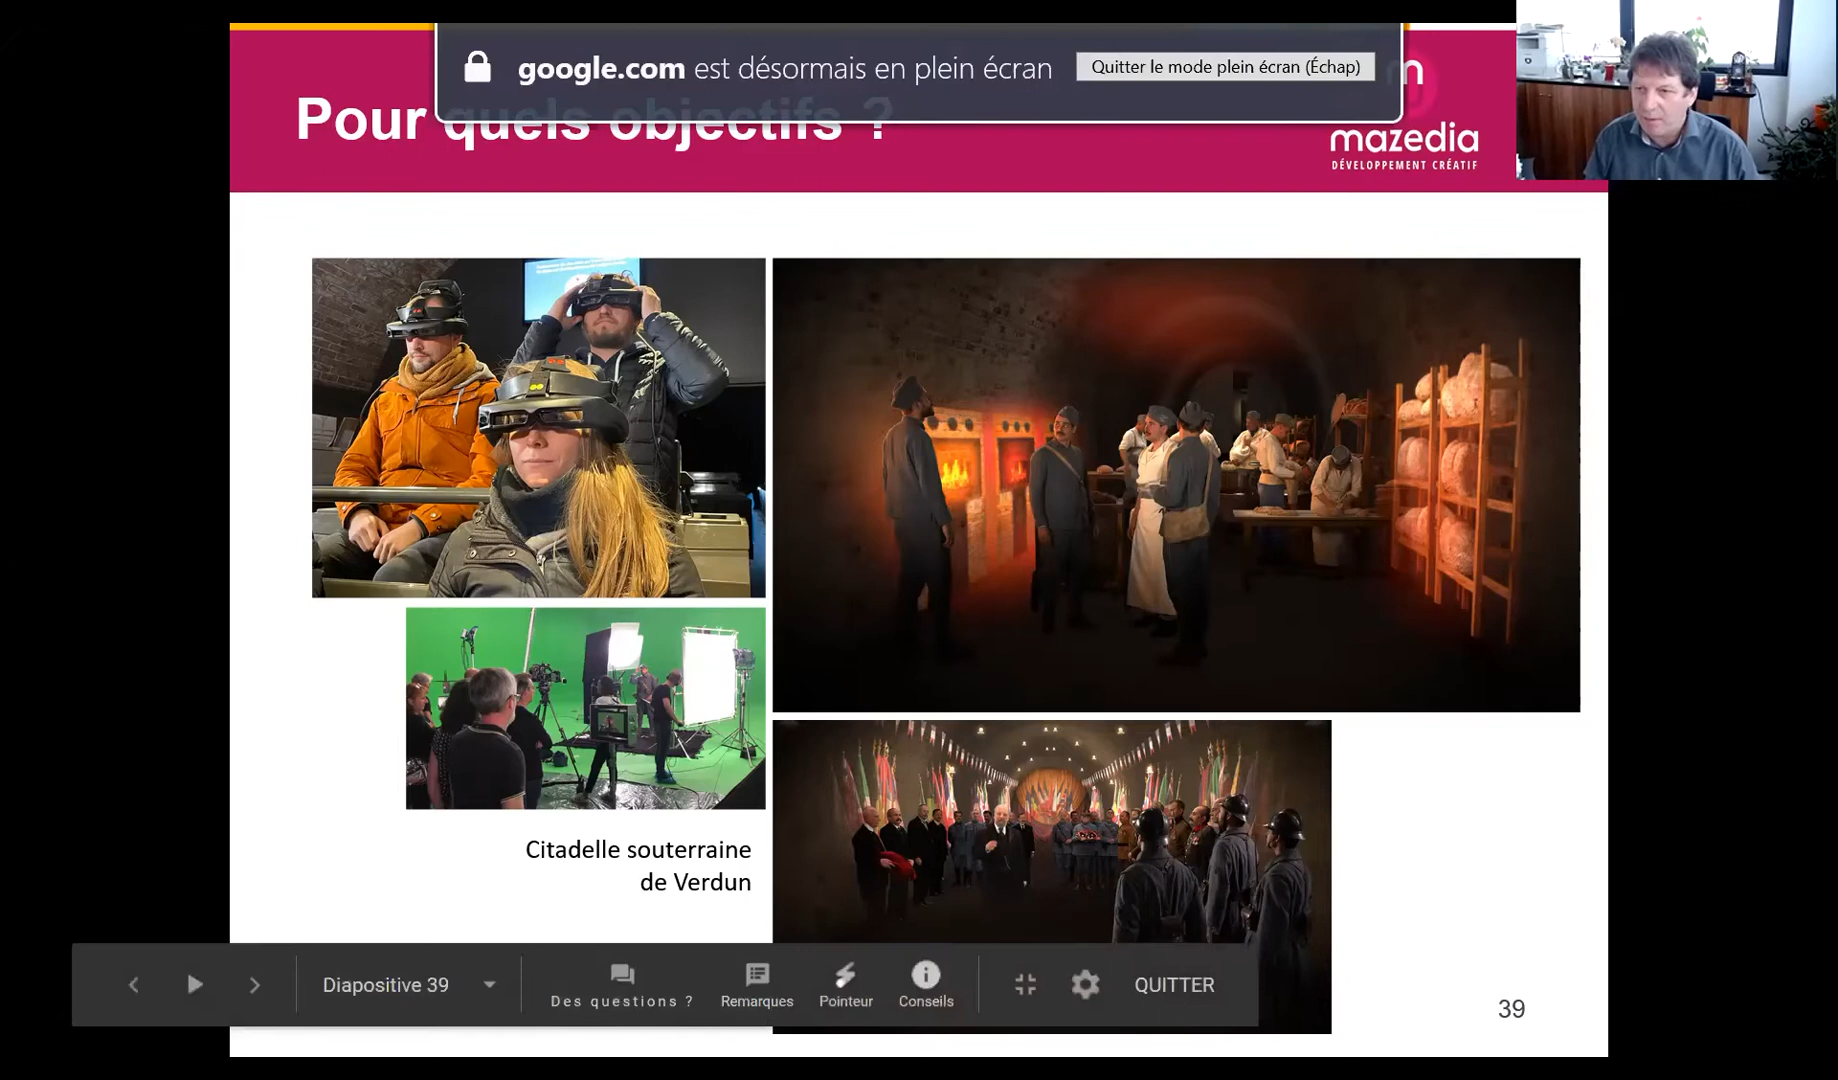 google.com est désormais en plein écran
Quitter le mode plein écran (Échap)
Pour quels objectifs ?
m
mazedia
DÉVELOPPEMENT CRÉATIF
Citadelle souterraine
de Verdun
Diapositive 39
Des questions ?
Remarques
Pointeur
Conseils
QUITTER
39